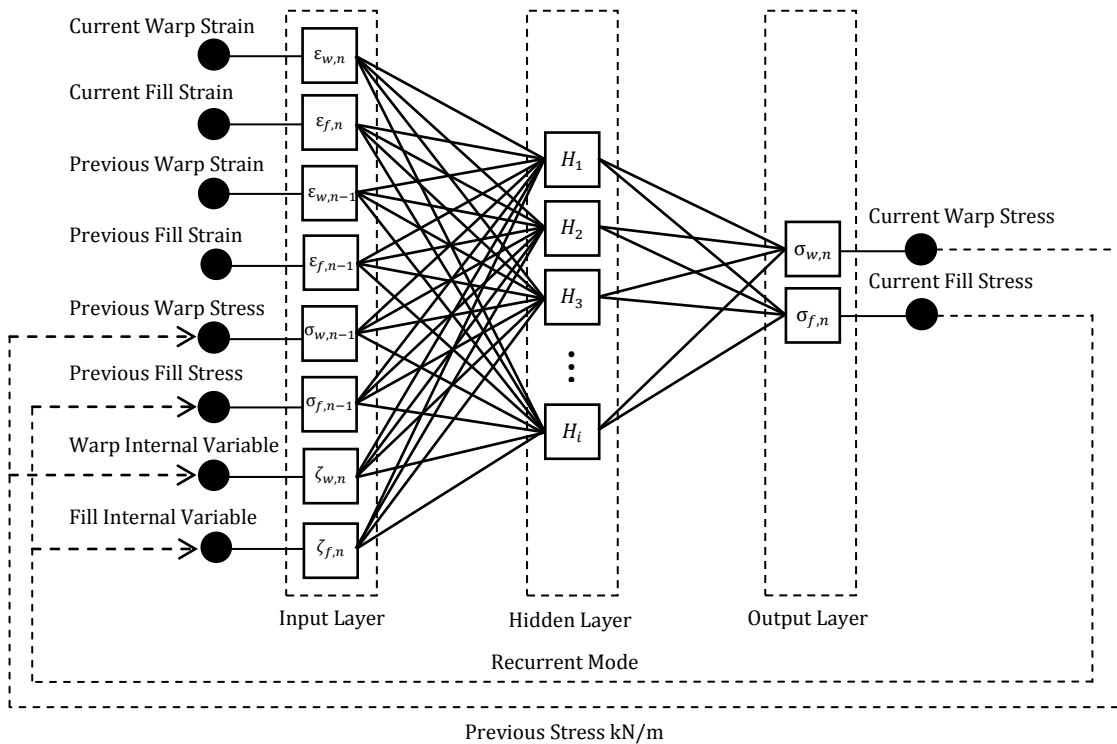 Current Warp Strain
ε_{w,n}
Current Fill Strain
ε_{f,n}
Previous Warp Strain
ε_{w,n−1}
Previous Fill Strain
ε_{f,n−1}
Previous Warp Stress
σ_{w,n−1}
Previous Fill Stress
σ_{f,n−1}
Warp Internal Variable
ζ_{w,n}
Fill Internal Variable
ζ_{f,n}
Input Layer
H_1
H_2
H_3
⋮
H_i
Hidden Layer
σ_{w,n}
σ_{f,n}
Output Layer
Current Warp Stress
Current Fill Stress
Recurrent Mode
Previous Stress kN/m